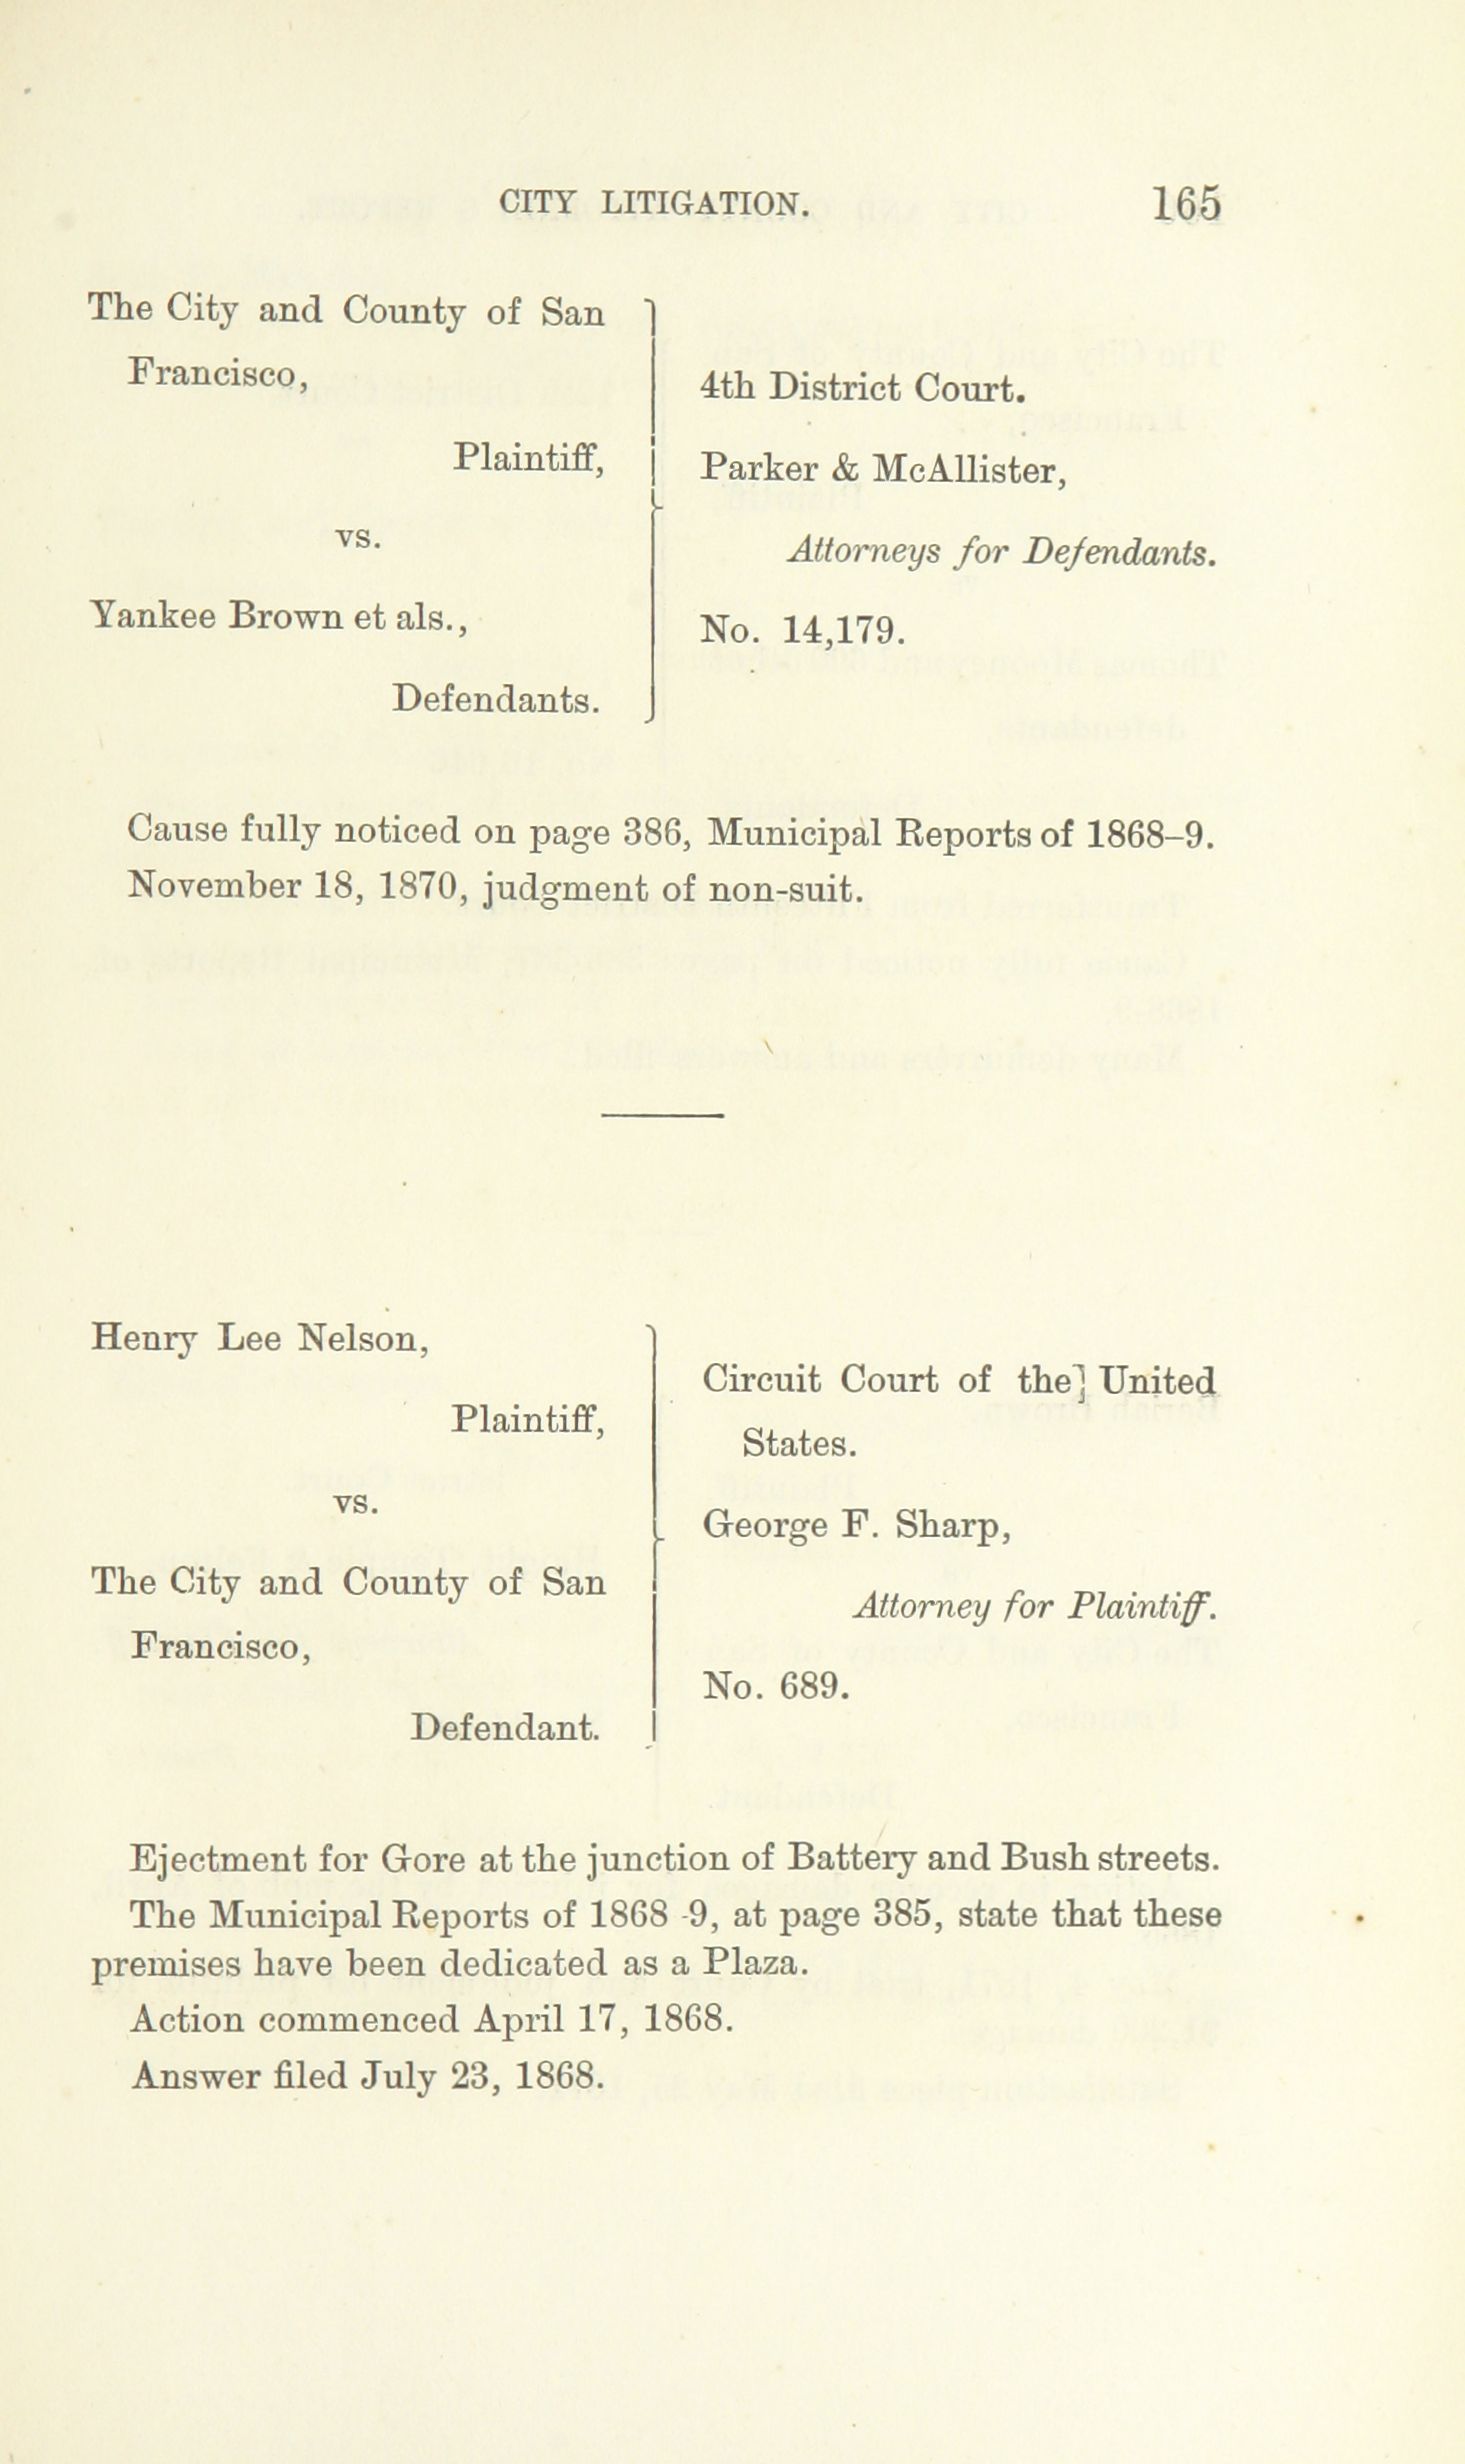 CITY LITIGATION. 165
The City and County of San
Francisco,
Plaintiff,
vs.
Yankee Brown et als.,
Defendants.
4th District Court.
Parker & McAllister,
Attorneys for Defendants.
No. 14,179.
Cause fully noticed on page 386, Municipal Reports of 1868–9.
November 18, 1870, judgment of non-suit.
Henry Lee Nelson,
Plaintiff,
vs.
The City and County of San
Francisco,
Defendant.
Circuit Court of the] United
States.
George F. Sharp,
Attorney for Plaintiff.
No. 689.
Ejectment for Gore at the junction of Battery and Bush streets.
The Municipal Reports of 1868 -9, at page 385, state that these
premises have been dedicated as a Plaza.
Action commenced April 17, 1868.
Answer filed July 23, 1868.